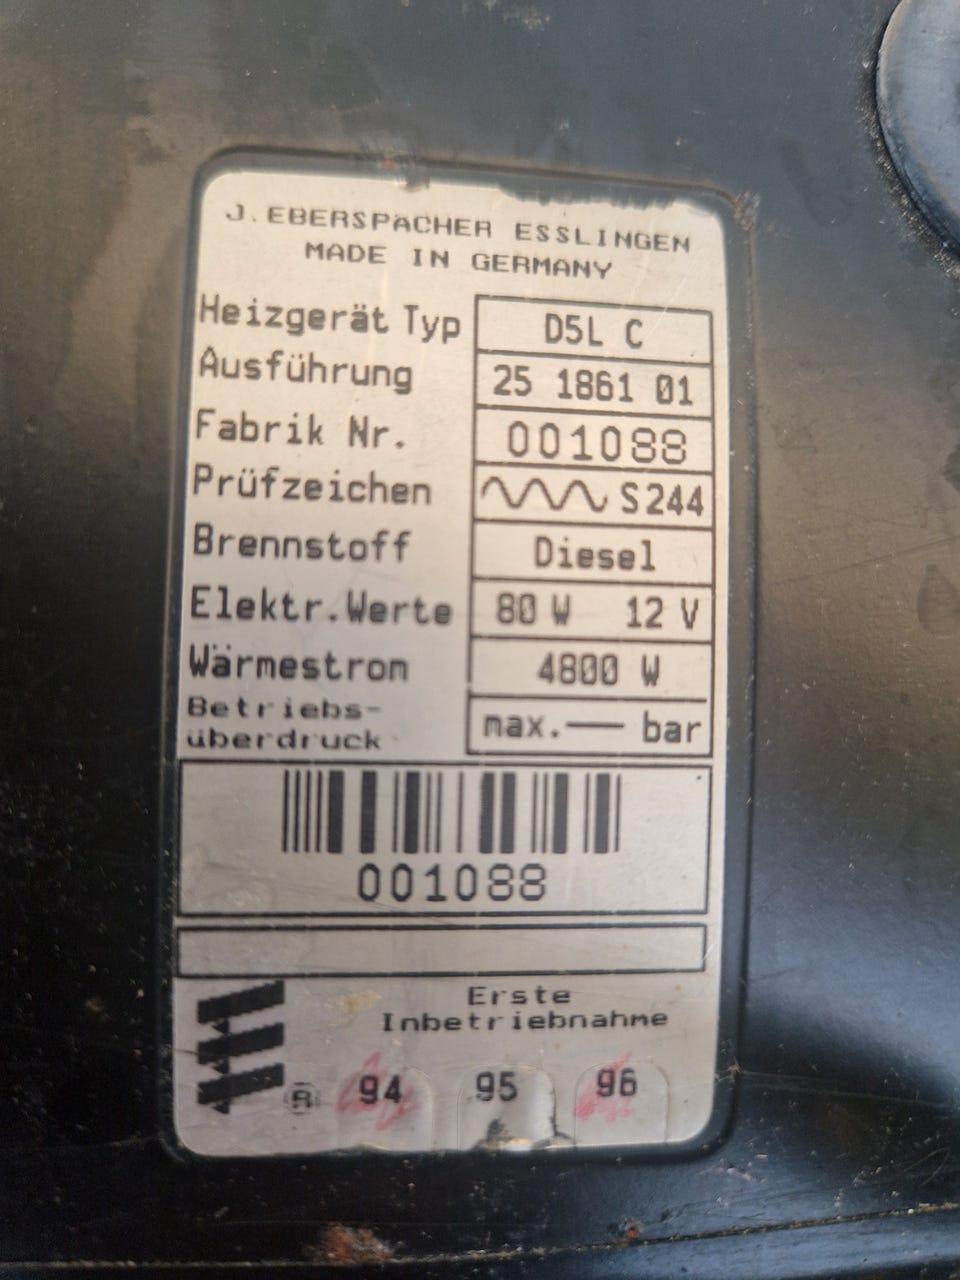 J. EBERSPÄCHER ESSLINGEN
MADE IN GERMANY
Heizgerät Typ D5L C
Ausführung 25 1861 01
Fabrik Nr. 001088
Prüfzeichen S244
Brennstoff Diesel
Elektr.Werte 80 W 12 V
Wärmestrom 4800 W
Betriebs-
überdruck max.— bar
001088
Erste
Inbetriebnahme
R 94 95 96